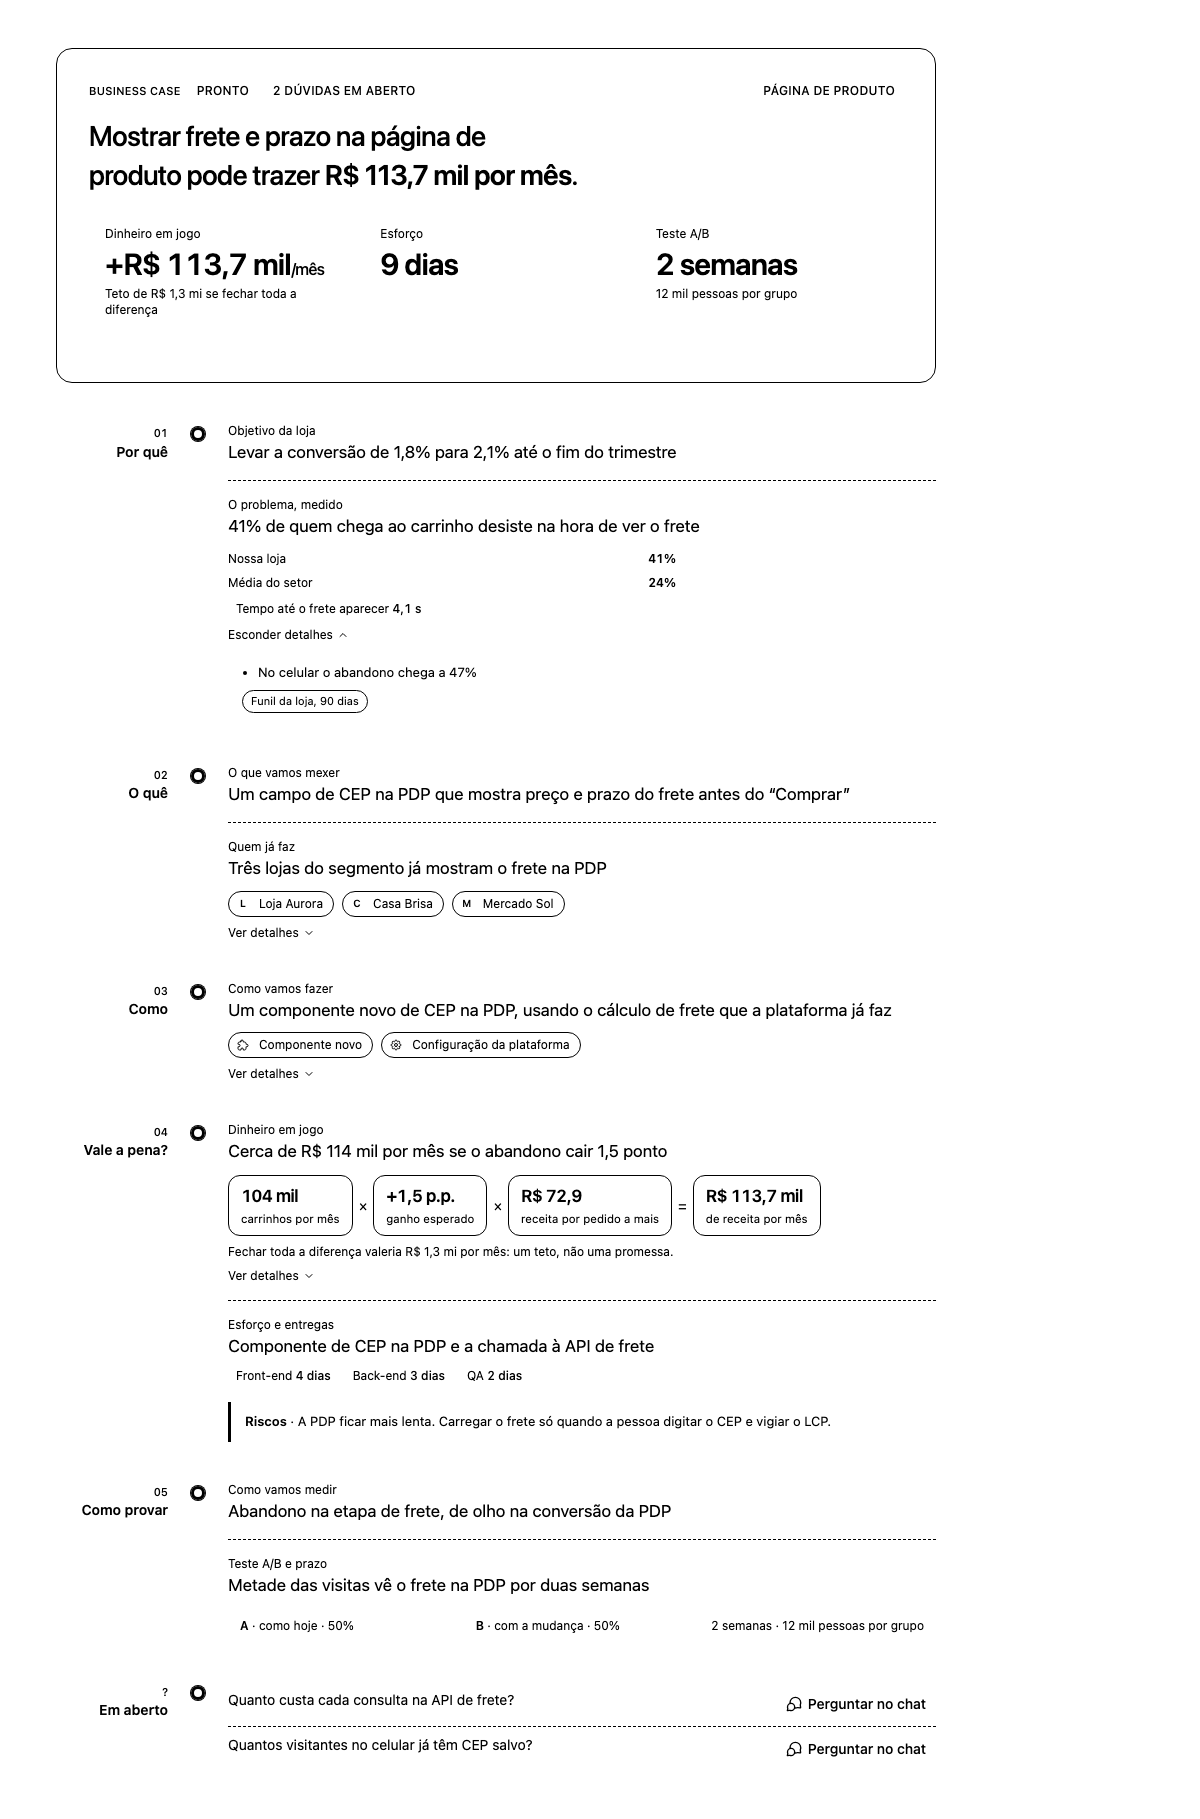 BUSINESS CASE PRONTO 2 DÚVIDAS EM ABERTO PÁGINA DE PRODUTO
Mostrar frete e prazo na página de
produto pode trazer R$ 113,7 mil por mês.
Dinheiro em jogo
+R$ 113,7 mil/mês
Teto de R$ 1,3 mi se fechar toda a
diferença
Esforço
9 dias
Teste A/B
2 semanas
12 mil pessoas por grupo
01
Por quê
Objetivo da loja
Levar a conversão de 1,8% para 2,1% até o fim do trimestre
O problema, medido
41% de quem chega ao carrinho desiste na hora de ver o frete
Nossa loja 41%
Média do setor 24%
Tempo até o frete aparecer 4,1 s
Esconder detalhes
• No celular o abandono chega a 47%
Funil da loja, 90 dias
02
O quê
O que vamos mexer
Um campo de CEP na PDP que mostra preço e prazo do frete antes do “Comprar”
Quem já faz
Três lojas do segmento já mostram o frete na PDP
L Loja Aurora C Casa Brisa M Mercado Sol
Ver detalhes
03
Como
Como vamos fazer
Um componente novo de CEP na PDP, usando o cálculo de frete que a plataforma já faz
Componente novo Configuração da plataforma
Ver detalhes
04
Vale a pena?
Dinheiro em jogo
Cerca de R$ 114 mil por mês se o abandono cair 1,5 ponto
104 mil × +1,5 p.p. × R$ 72,9 = R$ 113,7 mil
carrinhos por mês ganho esperado receita por pedido a mais de receita por mês
Fechar toda a diferença valeria R$ 1,3 mi por mês: um teto, não uma promessa.
Ver detalhes
Esforço e entregas
Componente de CEP na PDP e a chamada à API de frete
Front-end 4 dias Back-end 3 dias QA 2 dias
Riscos · A PDP ficar mais lenta. Carregar o frete só quando a pessoa digitar o CEP e vigiar o LCP.
05
Como provar
Como vamos medir
Abandono na etapa de frete, de olho na conversão da PDP
Teste A/B e prazo
Metade das visitas vê o frete na PDP por duas semanas
A · como hoje · 50% B · com a mudança · 50% 2 semanas · 12 mil pessoas por grupo
?
Em aberto
Quanto custa cada consulta na API de frete? Perguntar no chat
Quantos visitantes no celular já têm CEP salvo? Perguntar no chat